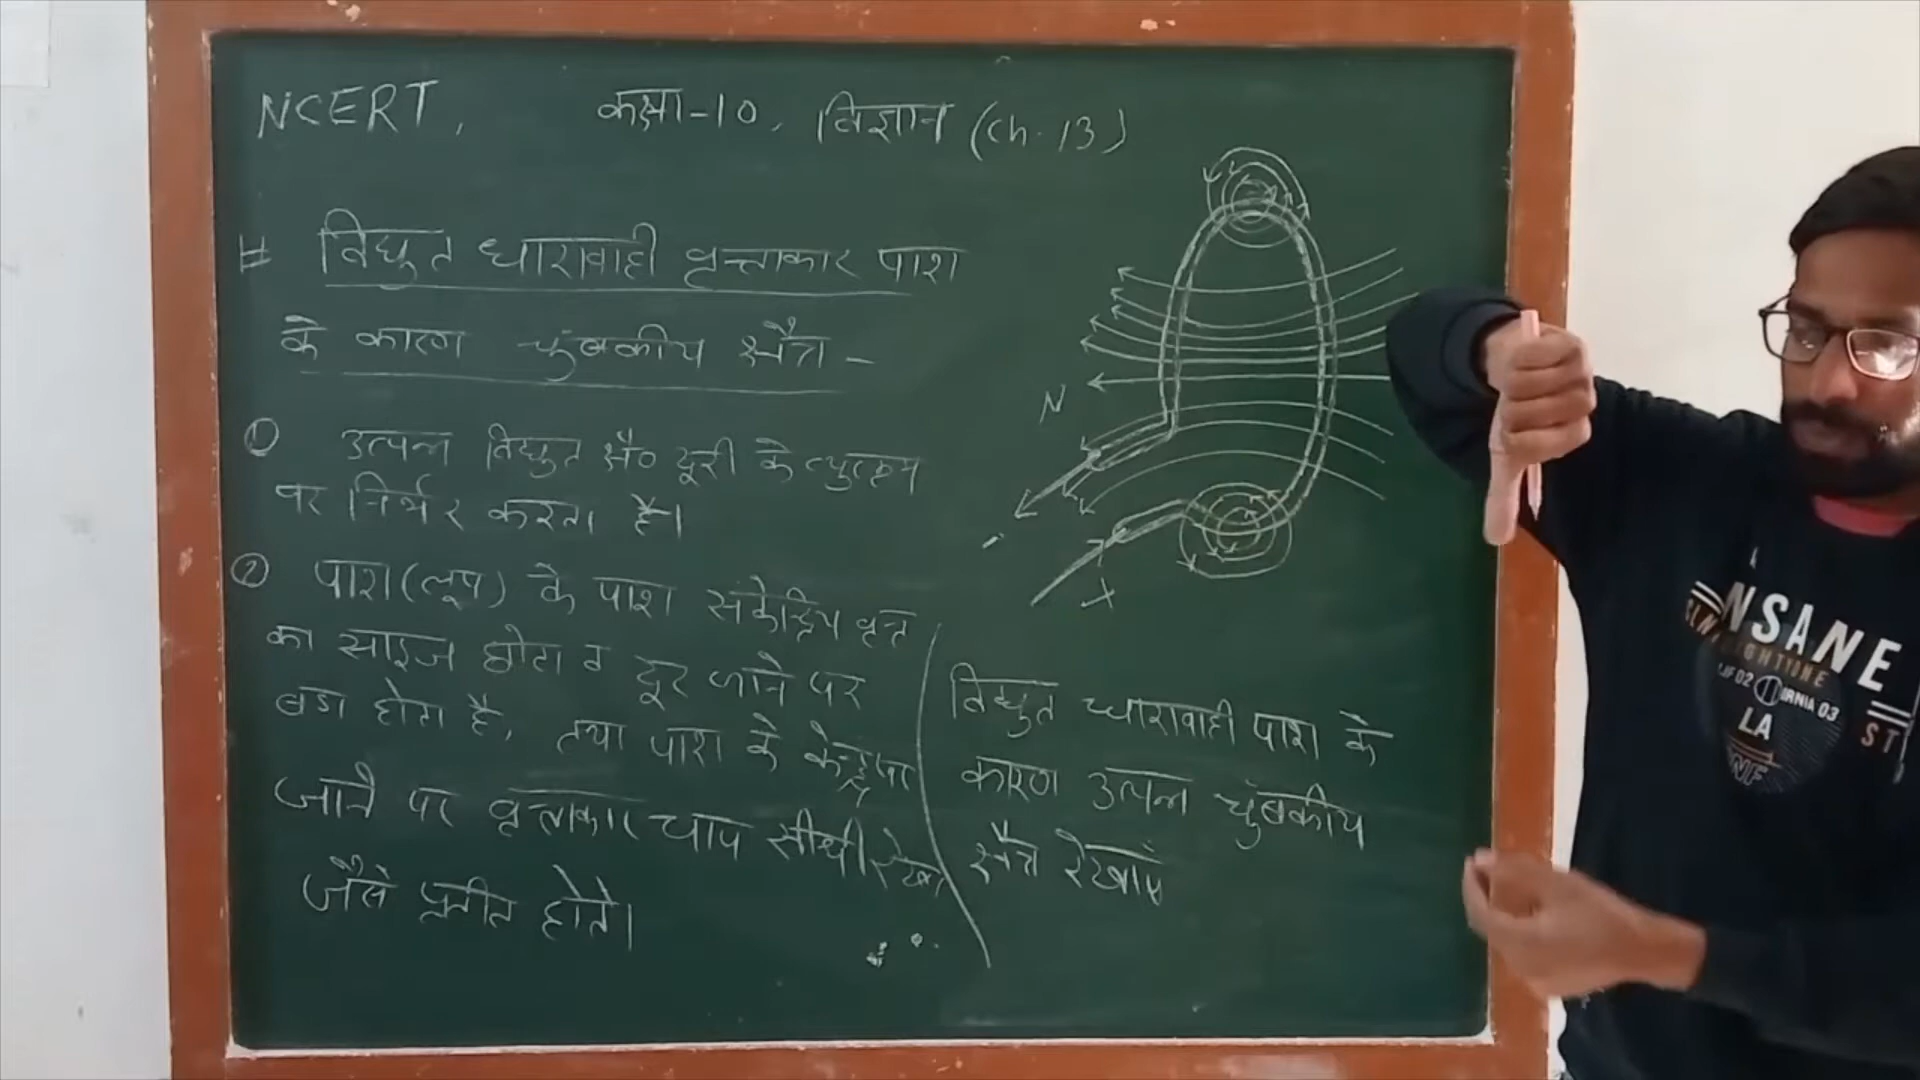 NCERT, कक्षा-10, विज्ञान (Ch. 13)
# विद्युत धारावाही वृत्ताकार पाश
के कारण चुंबकीय क्षेत्र -
① उत्पन्न विद्युत क्षे० दूरी के व्युत्क्रम
पर निर्भर करता है।
② पाश (लूप) के पाश संकेन्द्रिय वृत्त
का साइज छोटा व दूर जाने पर
बड़ा होता है, तथा पाश के केन्द्र पर
जाने पर वृत्ताकार चाप सीधी रेखा
जैसे प्रतीत होते।
N
X
विद्युत धारावाही पाश के
कारण उत्पन्न चुंबकीय
क्षेत्र रेखाएँ
NSANE
LA
ST